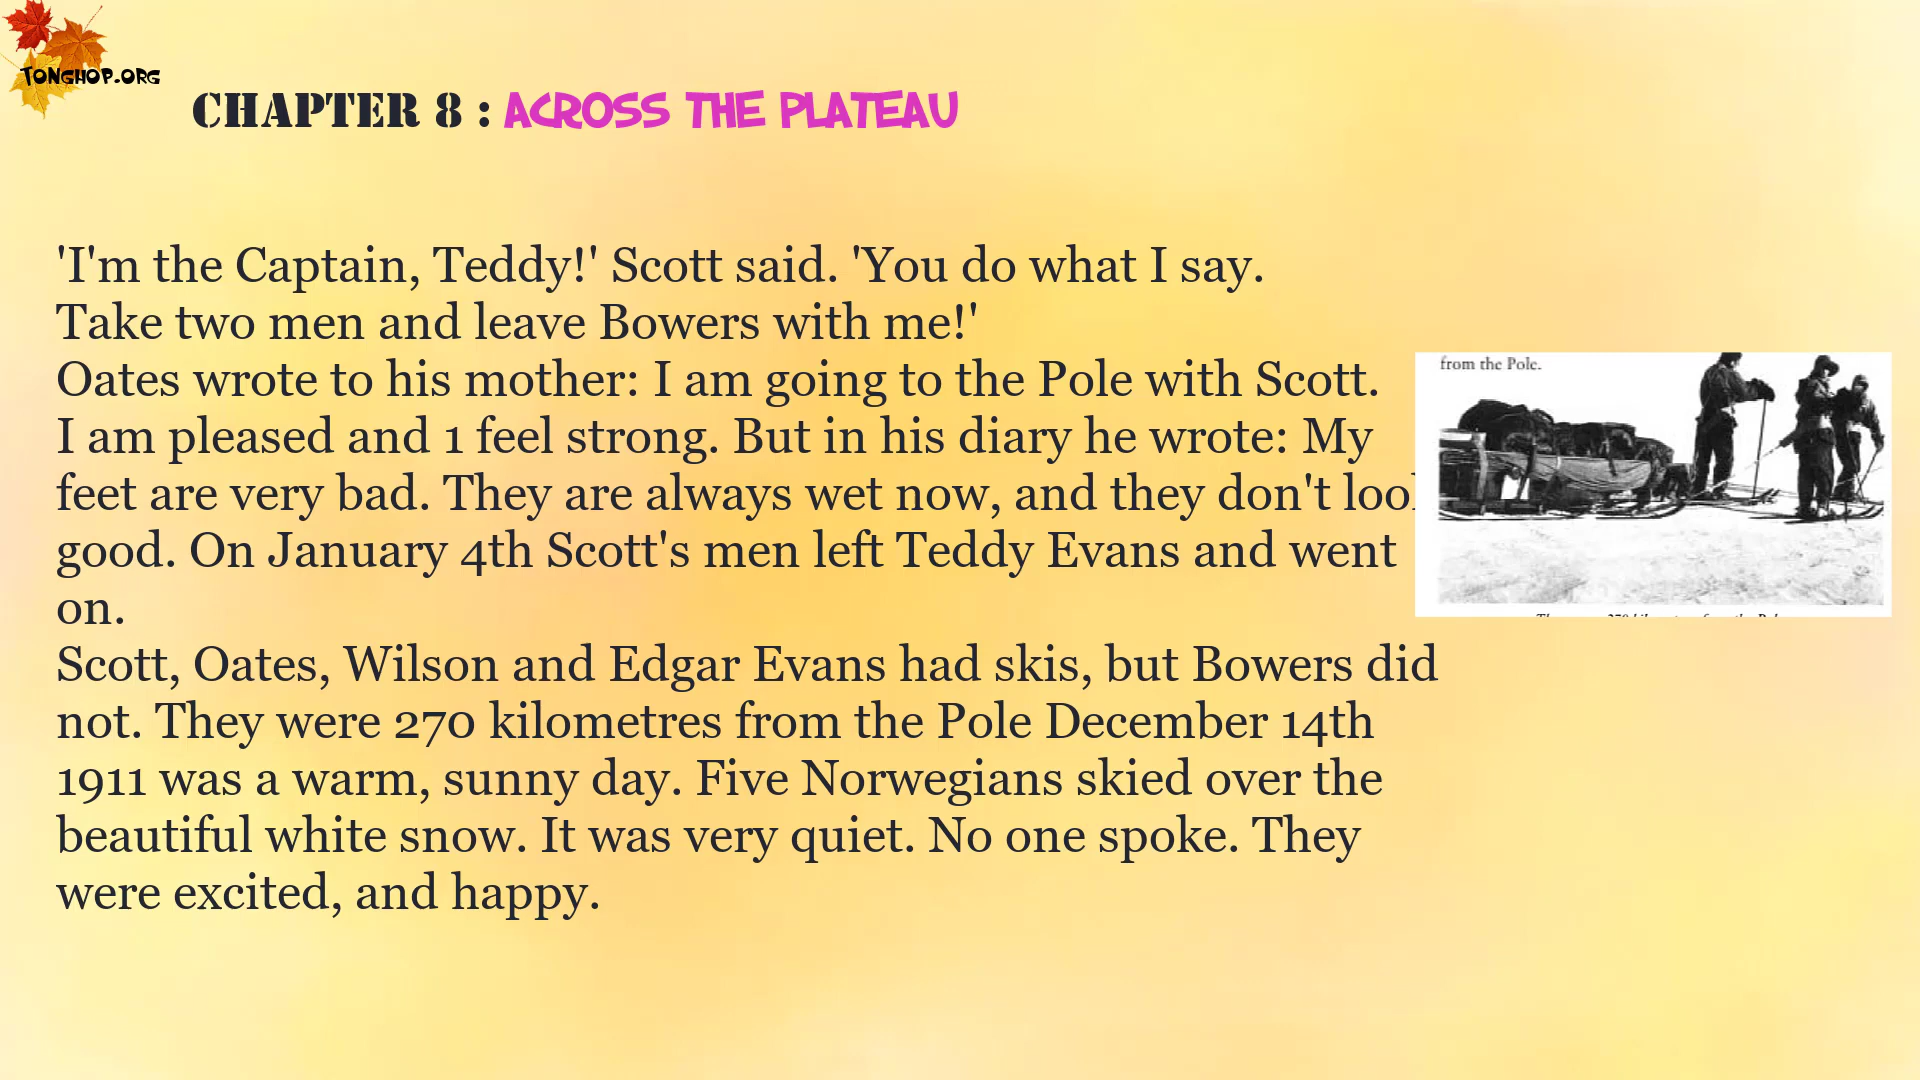 TONGHOP.ORG
CHAPTER 8 : ACROSS THE PLATEAU
'I'm the Captain, Teddy!' Scott said. 'You do what I say.
Take two men and leave Bowers with me!'
Oates wrote to his mother: I am going to the Pole with Scott.
I am pleased and 1 feel strong. But in his diary he wrote: My
feet are very bad. They are always wet now, and they don't
good. On January 4th Scott's men left Teddy Evans and went
on.
Scott, Oates, Wilson and Edgar Evans had skis, but Bowers did
not. They were 270 kilometres from the Pole December 14th
1911 was a warm, sunny day. Five Norwegians skied over the
beautiful white snow. It was very quiet. No one spoke. They
were excited, and happy.
from the Pole.